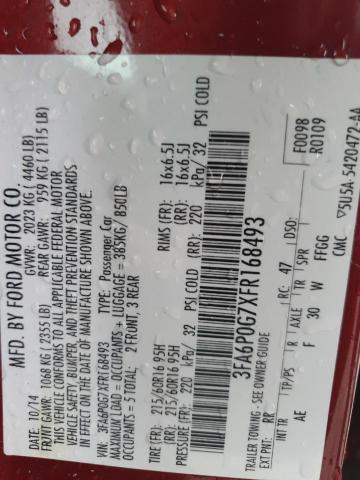 MFD. BY FORD MOTOR CO.
DATE: 10/14 GVWR: 2023 KG ( 4460 LB)
FRONT GAWR: 1068 KG ( 2355 LB) REAR GAWR: 959 KG ( 2115 LB)
THIS VEHICLE CONFORMS TO ALL APPLICABLE FEDERAL MOTOR
VEHICLE SAFETY, BUMPER, AND THEFT PREVENTION STANDARDS
IN EFFECT ON THE DATE OF MANUFACTURE SHOWN ABOVE.
VIN: 3FA6P0G7XFR168493 TYPE: Passenger Car
MAXIMUM LOAD = OCCUPANTS + LUGGAGE = 385KG / 850LB
OCCUPANTS = 5 TOTAL: 2 FRONT, 3 REAR
TIRE (FR): 215/60R16 95H RIMS (FR): 16x6.5J
(RR): 215/60R16 95H (RR): 16x6.5J
PRESSURE (FR): 220 kPa/ 32 PSI COLD (RR): 220 kPa/ 32 PSI COLD
3FA6P0G7XFR168493
TRAILER TOWING - SEE OWNER GUIDE F0098
R0109
EXT PNT: RR RC: 47 DSO:
INT TR TP/PS R AXLE TR
AE F 30 W FFGG CMC 5U5A-5420472-AA